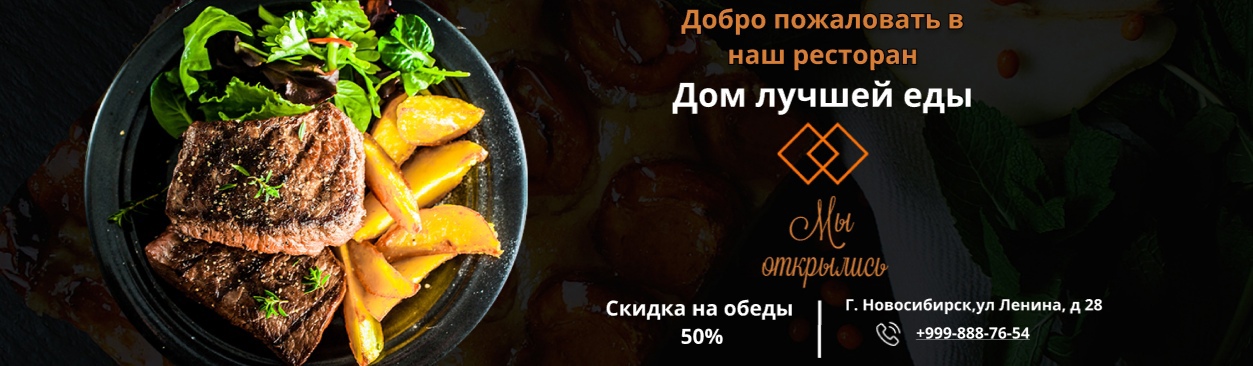 Добро пожаловать в
наш ресторан
Дом лучшей еды
Мы
открылись
Скидка на обеды
50%
Г. Новосибирск,ул Ленина, д 28
+999-888-76-54